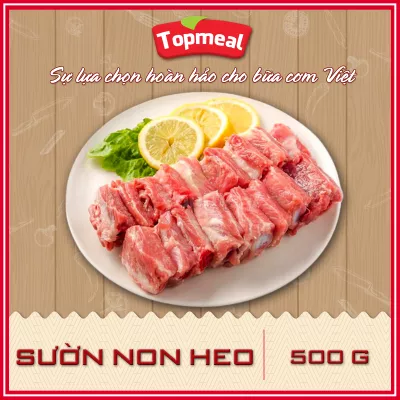 Topmeal
Sự lựa chọn hoàn hảo cho bữa cơm Việt
SƯỜN NON HEO 500 G